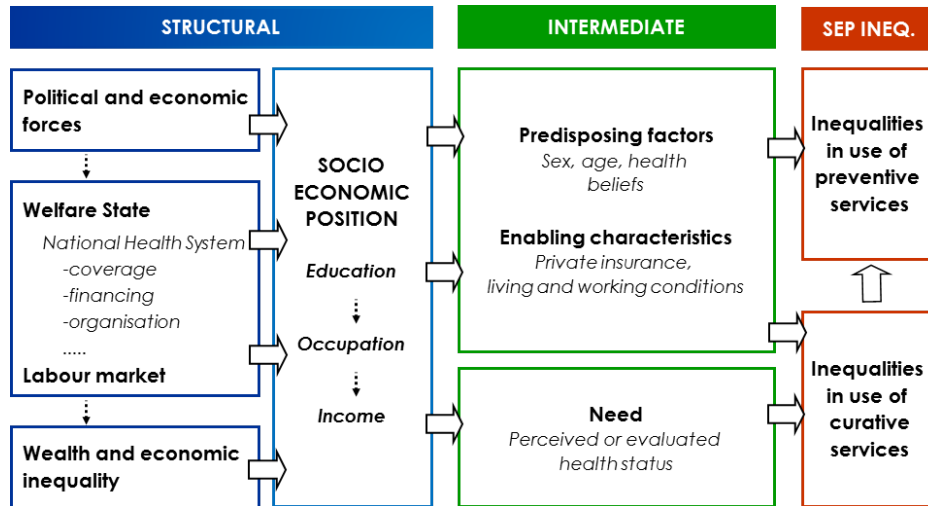 STRUCTURAL
INTERMEDIATE
SEP INEQ.
Political and economic
forces
Welfare State
National Health System
-coverage
-financing
-organisation
.....
Labour market
Wealth and economic
inequality
SOCIO
ECONOMIC
POSITION
Education
Occupation
Income
Predisposing factors
Sex, age, health
beliefs
Enabling characteristics
Private insurance,
living and working conditions
Need
Perceived or evaluated
health status
Inequalities
in use of
preventive
services
Inequalities
in use of
curative
services